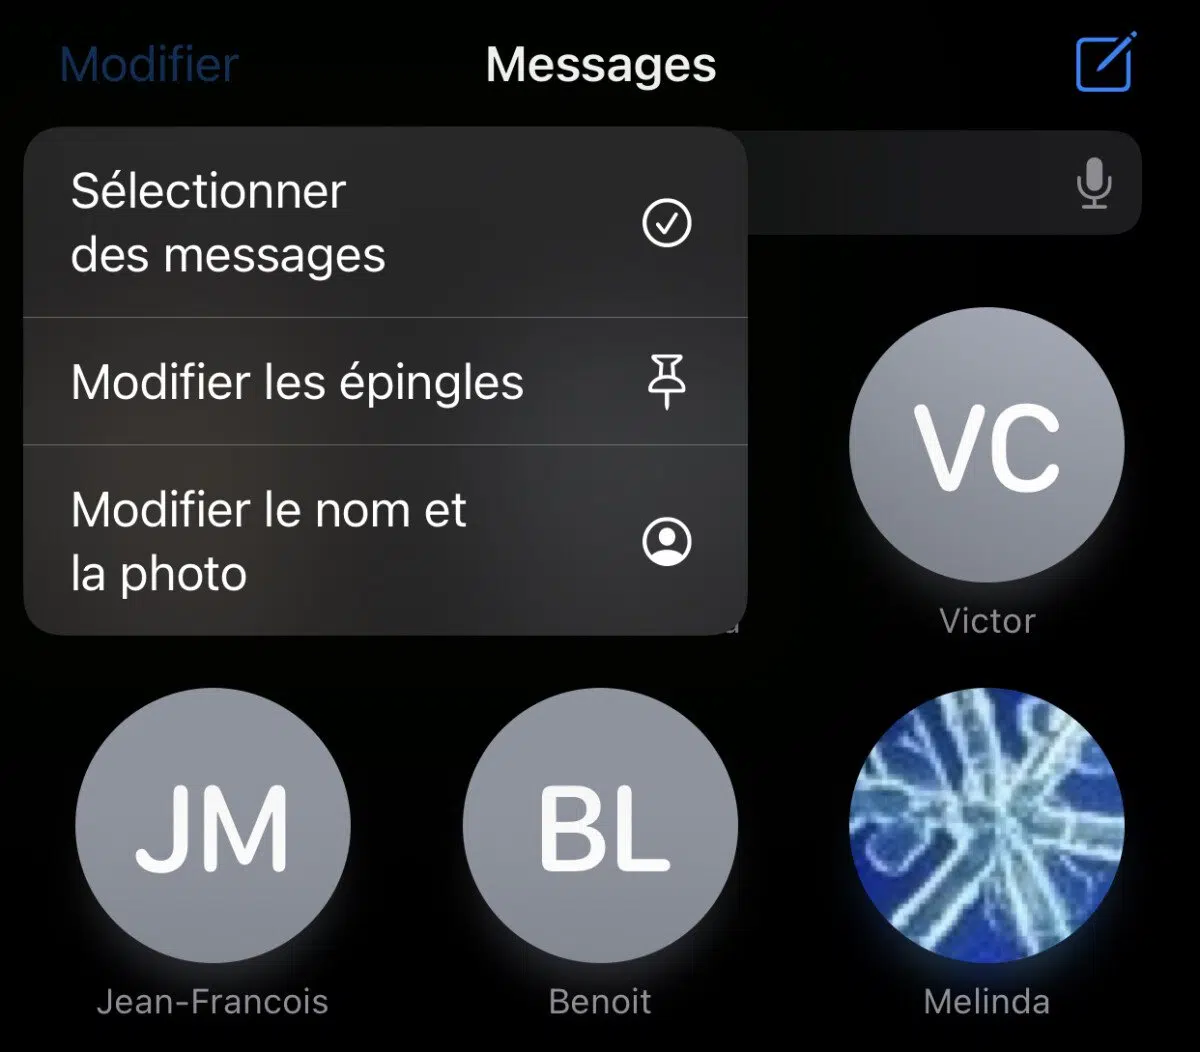 Modifier
Messages
Sélectionner
des messages
Modifier les épingles
Modifier le nom et
la photo
VC
Victor
JM
BL
Jean-Francois
Benoit
Melinda